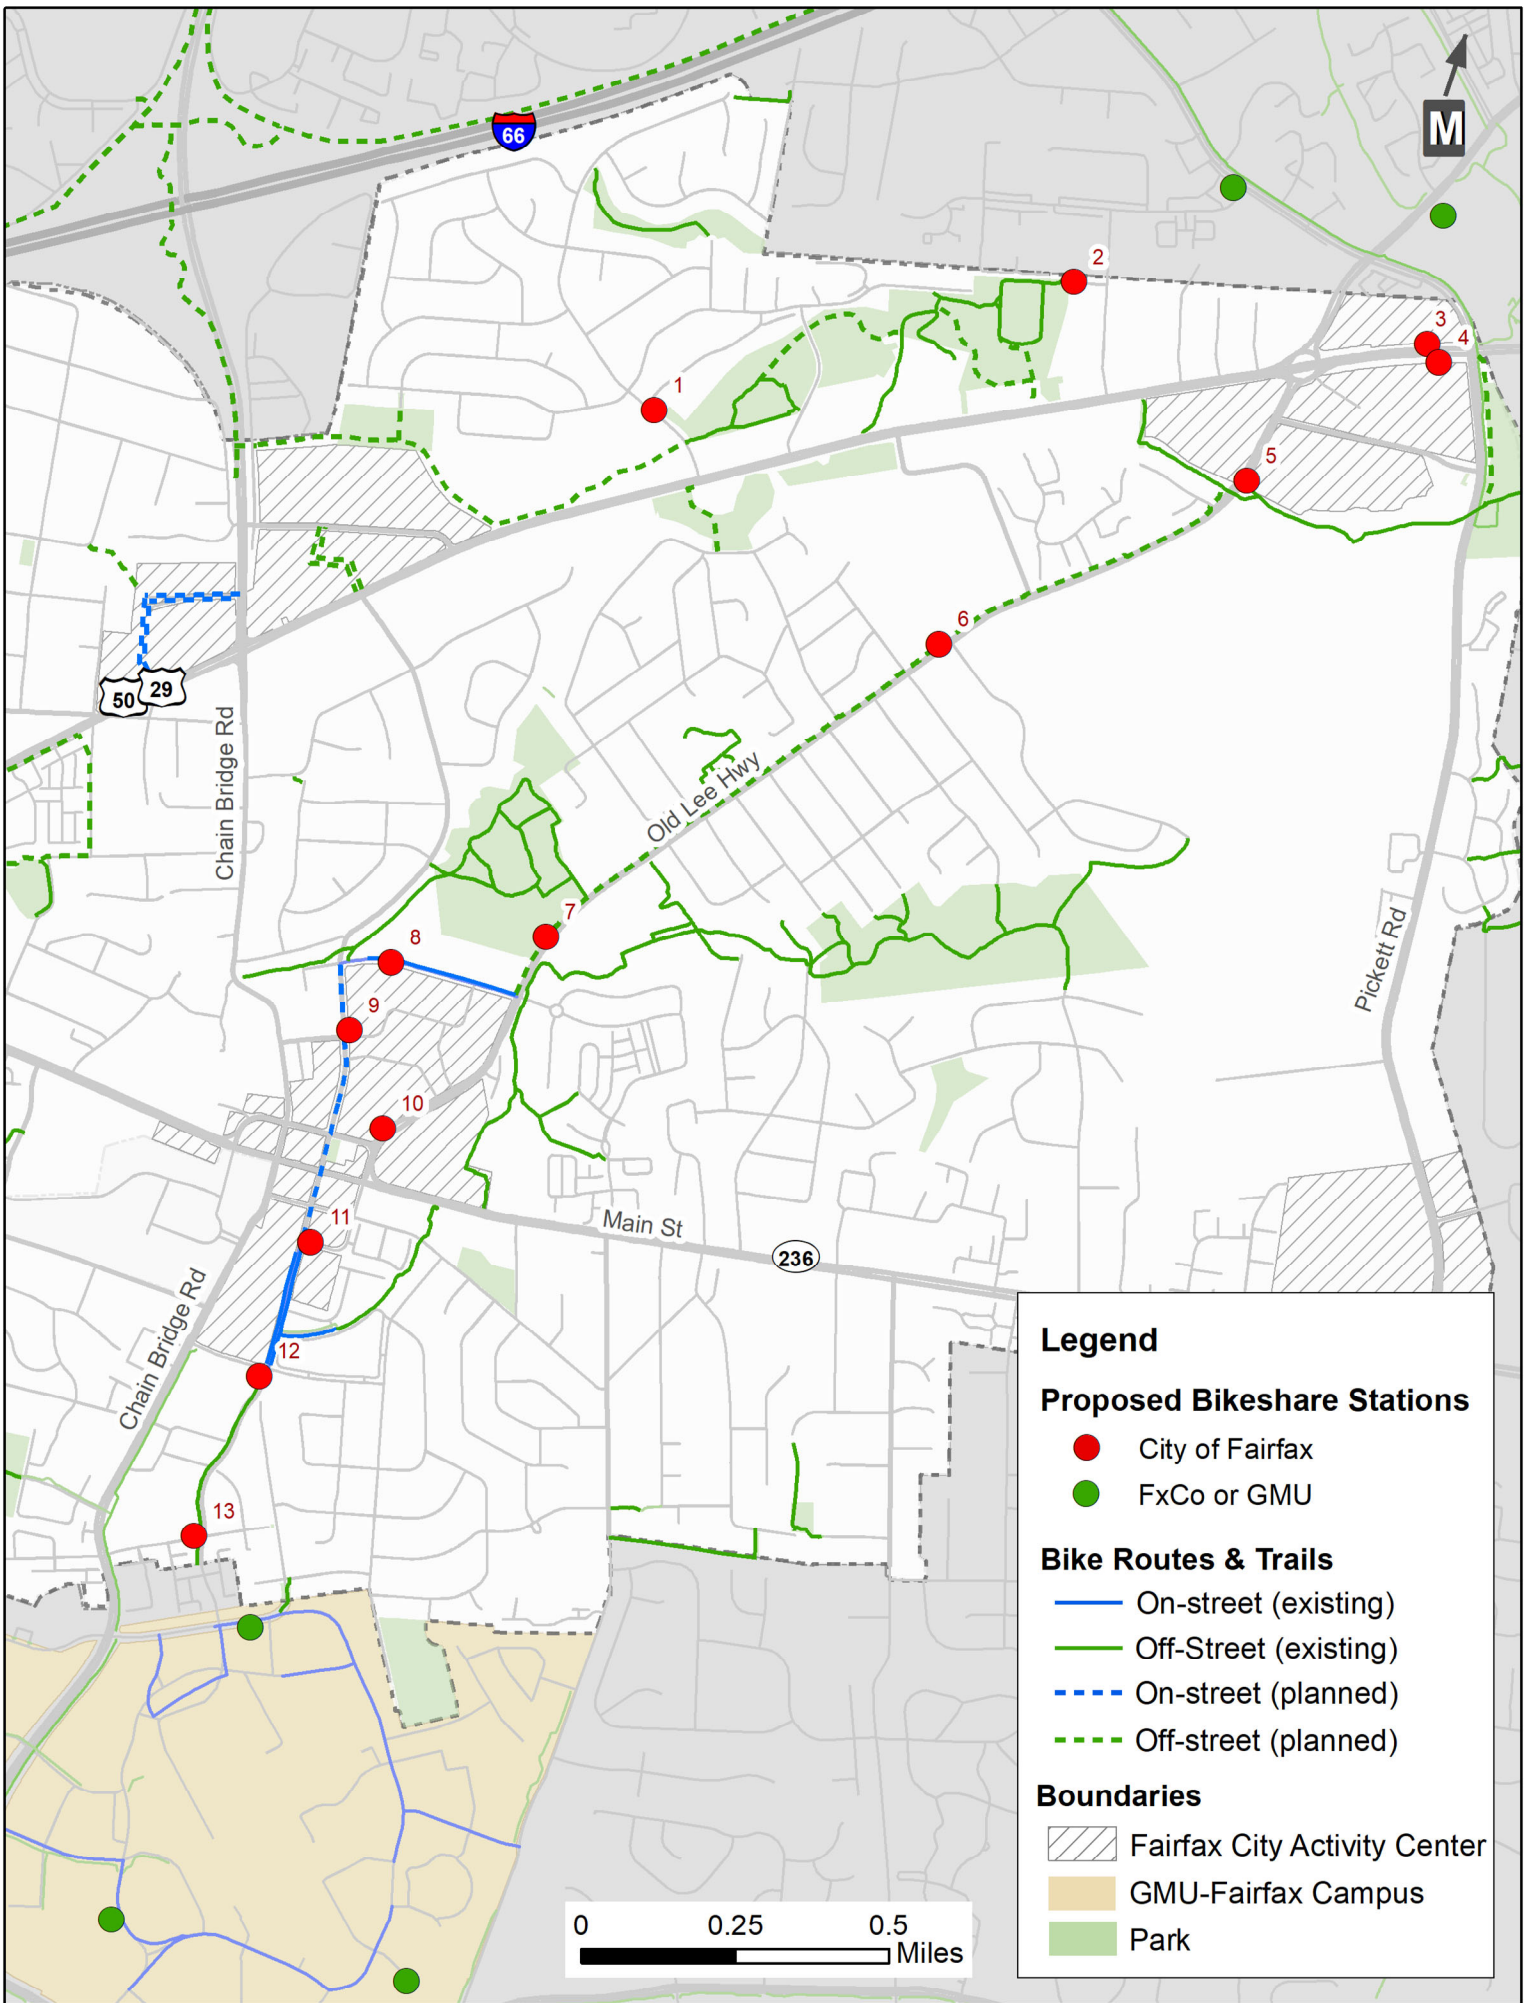 66
M
2
3
4
1
5
6
50
29
Chain Bridge Rd
Old Lee Hwy
7
8
Pickett Rd
9
10
11
Main St
236
Chain Bridge Rd
12
13
Legend
Proposed Bikeshare Stations
City of Fairfax
FxCo or GMU
Bike Routes & Trails
On-street (existing)
Off-Street (existing)
On-street (planned)
Off-street (planned)
Boundaries
Fairfax City Activity Center
GMU-Fairfax Campus
Park
0 0.25 0.5
Miles